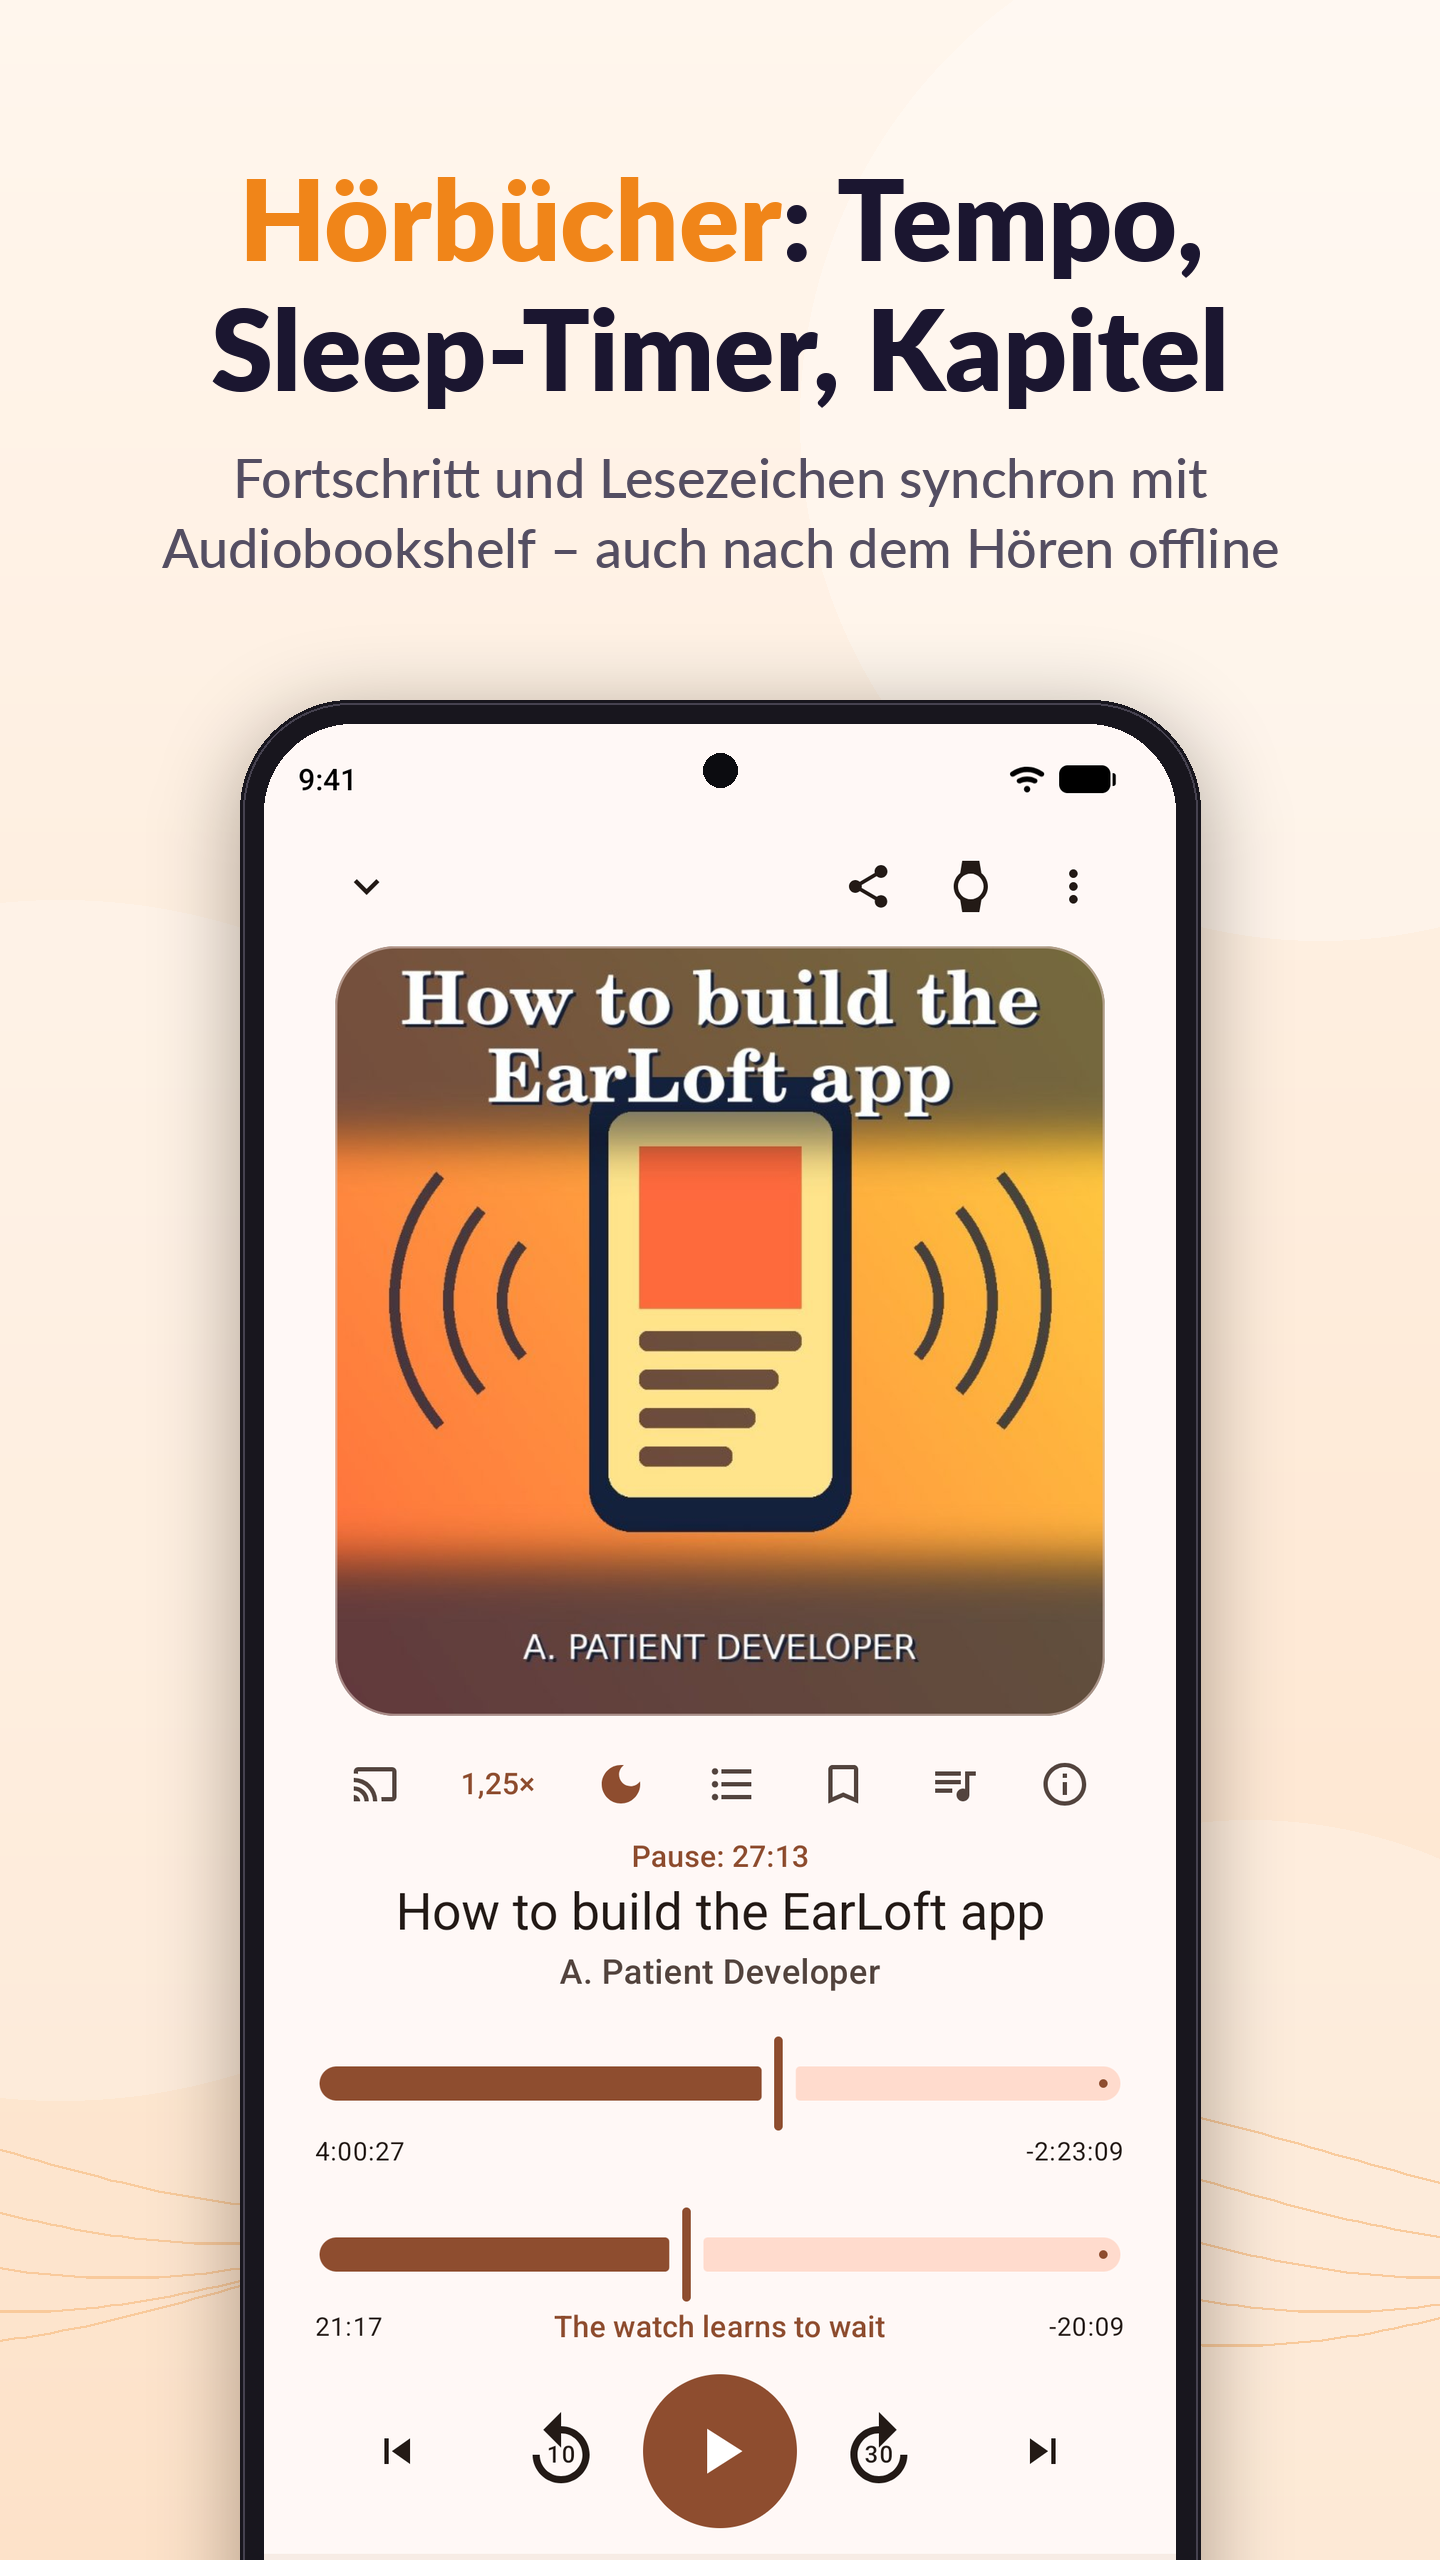 Hörbücher: Tempo,
Sleep-Timer, Kapitel
Fortschritt und Lesezeichen synchron mit
Audiobookshelf – auch nach dem Hören offline
9:41
How to build the
EarLoft app
A. PATIENT DEVELOPER
1,25×
Pause: 27:13
How to build the EarLoft app
A. Patient Developer
4:00:27 -2:23:09
21:17 The watch learns to wait -20:09
10 30